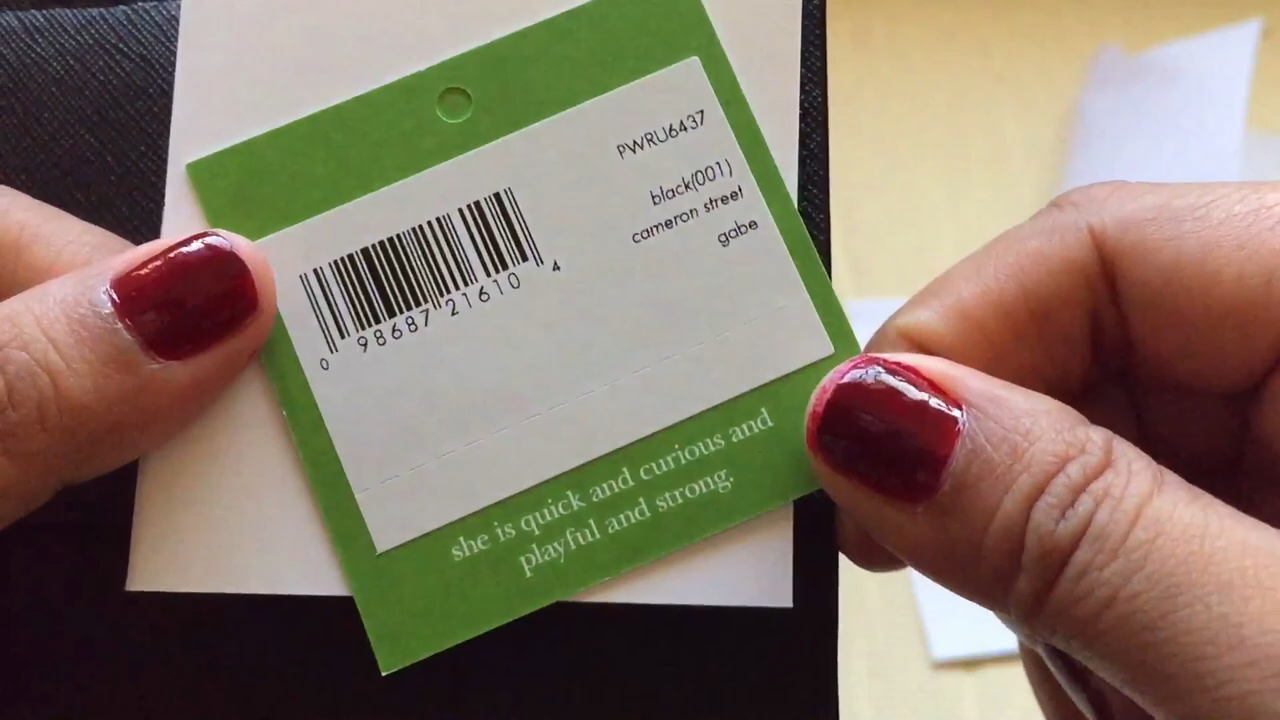 PWRU6437
black(001)
cameron street
gabe
0 98687 21610 4
she is quick and curious and
playful and strong.